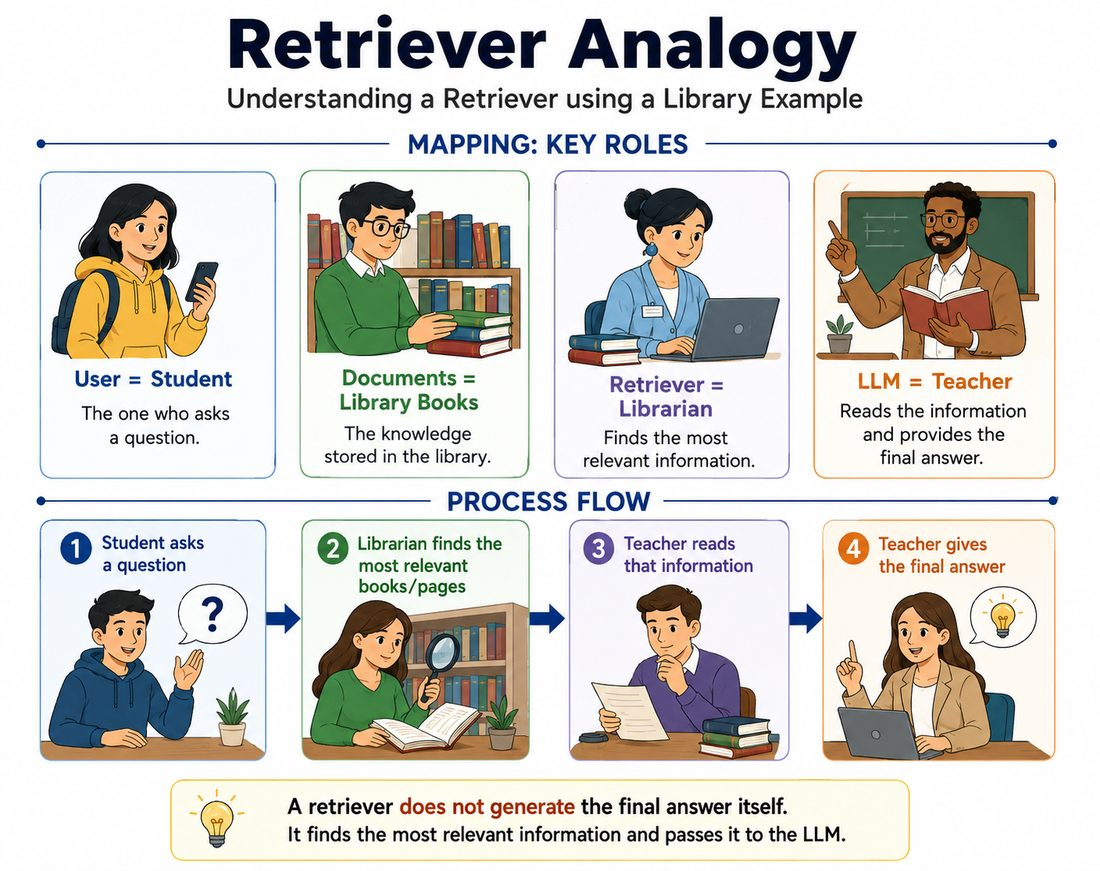 Retriever Analogy
Understanding a Retriever using a Library Example
MAPPING: KEY ROLES
User = Student
The one who asks
a question.
Documents =
Library Books
The knowledge
stored in the library.
Retriever =
Librarian
Finds the most
relevant information.
LLM = Teacher
Reads the information
and provides the
final answer.
PROCESS FLOW
1 Student asks
a question
?
2 Librarian finds the
most relevant
books/pages
3 Teacher reads
that information
4 Teacher gives
the final answer
A retriever does not generate the final answer itself.
It finds the most relevant information and passes it to the LLM.